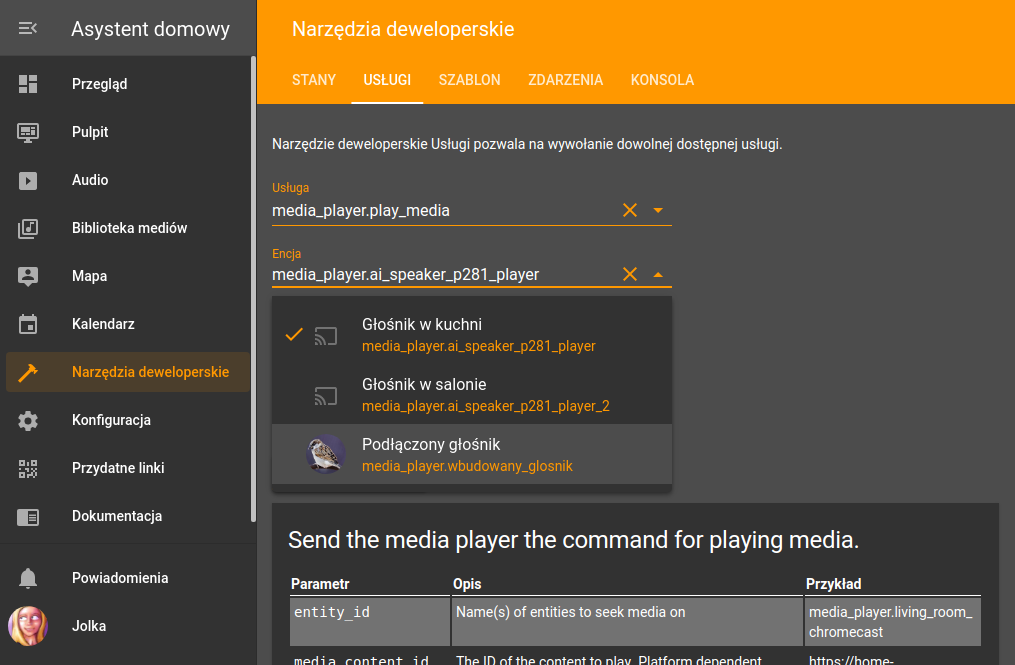 Asystent domowy
Przegląd
Pulpit
Audio
Biblioteka mediów
Mapa
Kalendarz
Narzędzia deweloperskie
Konfiguracja
Przydatne linki
Dokumentacja
Powiadomienia
Jolka
Narzędzia deweloperskie
STANY USŁUGI SZABLON ZDARZENIA KONSOLA
Narzędzie deweloperskie Usługi pozwala na wywołanie dowolnej dostępnej usługi.
Usługa
media_player.play_media
Encja
media_player.ai_speaker_p281_player
Głośnik w kuchni
media_player.ai_speaker_p281_player
Głośnik w salonie
media_player.ai_speaker_p281_player_2
Podłączony głośnik
media_player.wbudowany_glosnik
Send the media player the command for playing media.
Parametr Opis Przykład
entity_id Name(s) of entities to seek media on media_player.living_room_
chromecast
media_content_id The ID of the content to play. Platform dependent https://home-